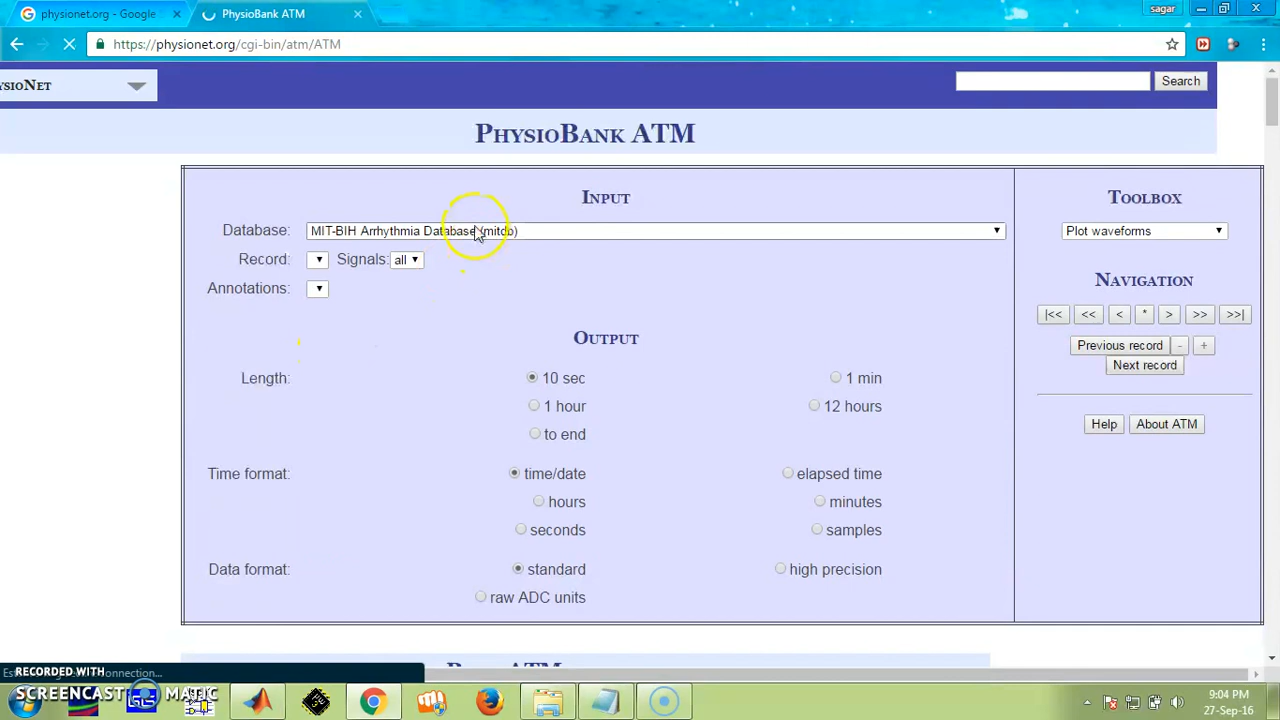 physionet.org - Google
PhysioBank ATM
sagar
https://physionet.org/cgi-bin/atm/ATM
YSIONET
Search
PHYSIOBANK ATM
INPUT
TOOLBOX
Database: MIT-BIH Arrhythmia Database (mitdb)
Plot waveforms
Record: Signals: all
Annotations:
NAVIGATION
|<< << < * > >> >>|
Previous record - +
Next record
OUTPUT
Length: 10 sec 1 min
1 hour 12 hours
to end
Help About ATM
Time format: time/date elapsed time
hours minutes
seconds samples
Data format: standard high precision
raw ADC units
ATM
connection...
RECORDED WITH
SCREENCAST MATIC
9:04 PM
27-Sep-16